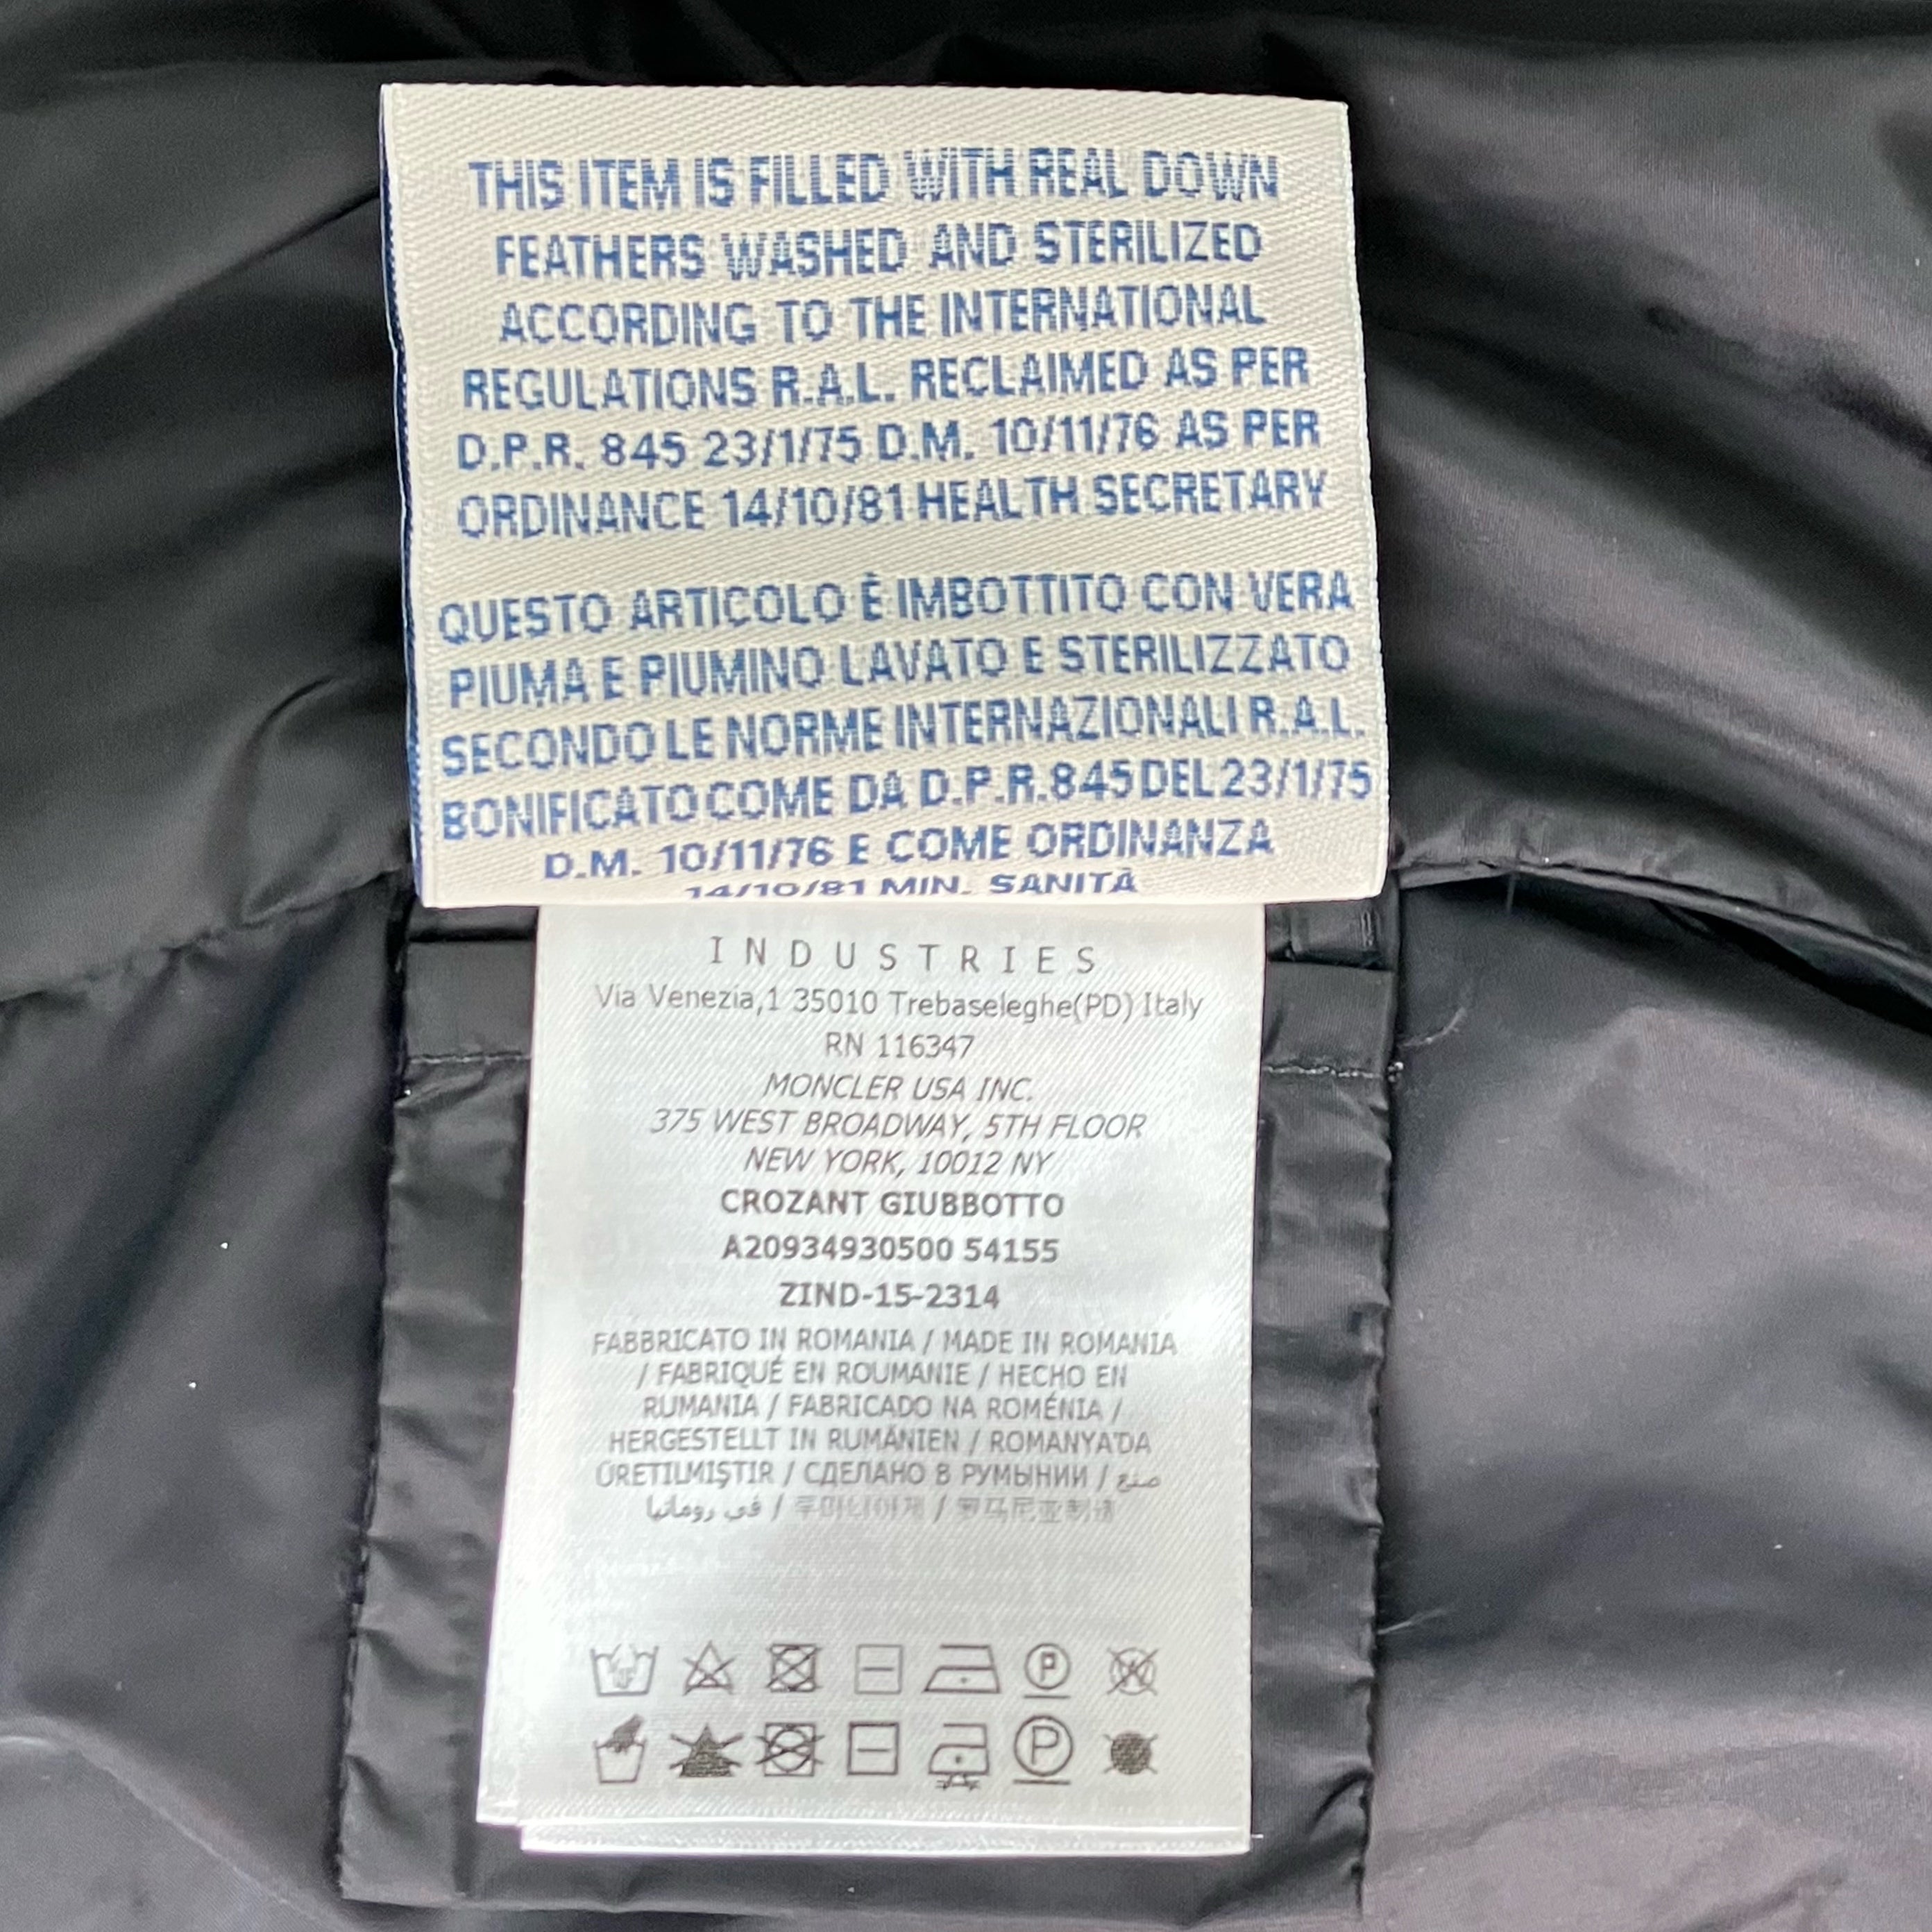 THIS ITEM IS FILLED WITH REAL DOWN
FEATHERS WASHED AND STERILIZED
ACCORDING TO THE INTERNATIONAL
REGULATIONS R.A.L. RECLAIMED AS PER
D.P.R. 845 23/1/75 D.M. 10/11/76 AS PER
ORDINANCE 14/10/81 HEALTH SECRETARY
QUESTO ARTICOLO È IMBOTTITO CON VERA
PIUMA E PIUMINO LAVATO E STERILIZZATO
SECONDO LE NORME INTERNAZIONALI R.A.L.
BONIFICATO COME DA D.P.R.845 DEL 23/1/75
D.M. 10/11/76 E COME ORDINANZA
14/10/81 MIN. SANITÀ
INDUSTRIES
Via Venezia,1 35010 Trebaseleghe(PD) Italy
RN 116347
MONCLER USA INC.
375 WEST BROADWAY, 5TH FLOOR
NEW YORK, 10012 NY
CROZANT GIUBBOTTO
A20934930500 54155
ZIND-15-2314
FABBRICATO IN ROMANIA / MADE IN ROMANIA
/ FABRIQUÉ EN ROUMANIE / HECHO EN
RUMANIA / FABRICADO NA ROMÉNIA /
HERGESTELLT IN RUMÄNIEN / ROMANYA'DA
ÜRETILMIŞTIR / СДЕЛАНО В РУМЫНИИ / صنع
في رومانيا / 루마니아제 / 罗马尼亚制造
P
W
P